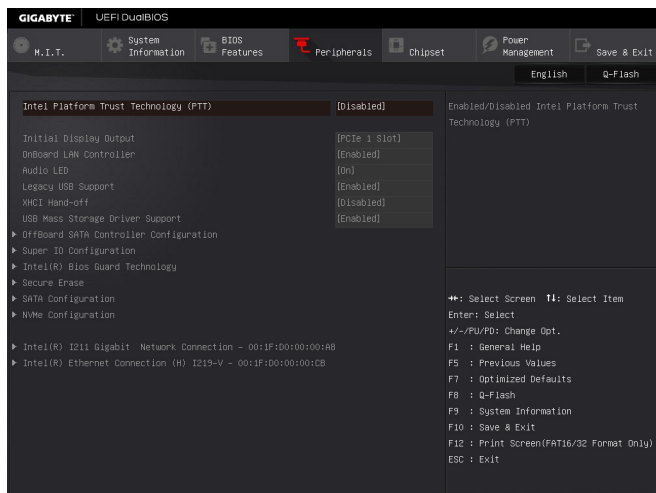 GIGABYTE™ UEFI DualBIOS
M.I.T. System Information BIOS Features Peripherals Chipset Power Management Save & Exit
English Q-Flash
Intel Platform Trust Technology (PTT) [Disabled]
Initial Display Output [PCIe 1 Slot]
OnBoard LAN Controller [Enabled]
Audio LED [On]
Legacy USB Support [Enabled]
XHCI Hand-off [Disabled]
USB Mass Storage Driver Support [Enabled]
▶ OffBoard SATA Controller Configuration
▶ Super IO Configuration
▶ Intel(R) Bios Guard Technology
▶ Secure Erase
▶ SATA Configuration
▶ NVMe Configuration
▶ Intel(R) I211 Gigabit  Network Connection - 00:1F:D0:00:00:A8
▶ Intel(R) Ethernet Connection (H) I219-V - 00:1F:D0:00:00:CB
Enabled/Disabled Intel Platform Trust
Technology (PTT)
→←: Select Screen  ↑↓: Select Item
Enter: Select
+/-/PU/PD: Change Opt.
F1  : General Help
F5  : Previous Values
F7  : Optimized Defaults
F8  : Q-Flash
F9  : System Information
F10 : Save & Exit
F12 : Print Screen(FAT16/32 Format Only)
ESC : Exit